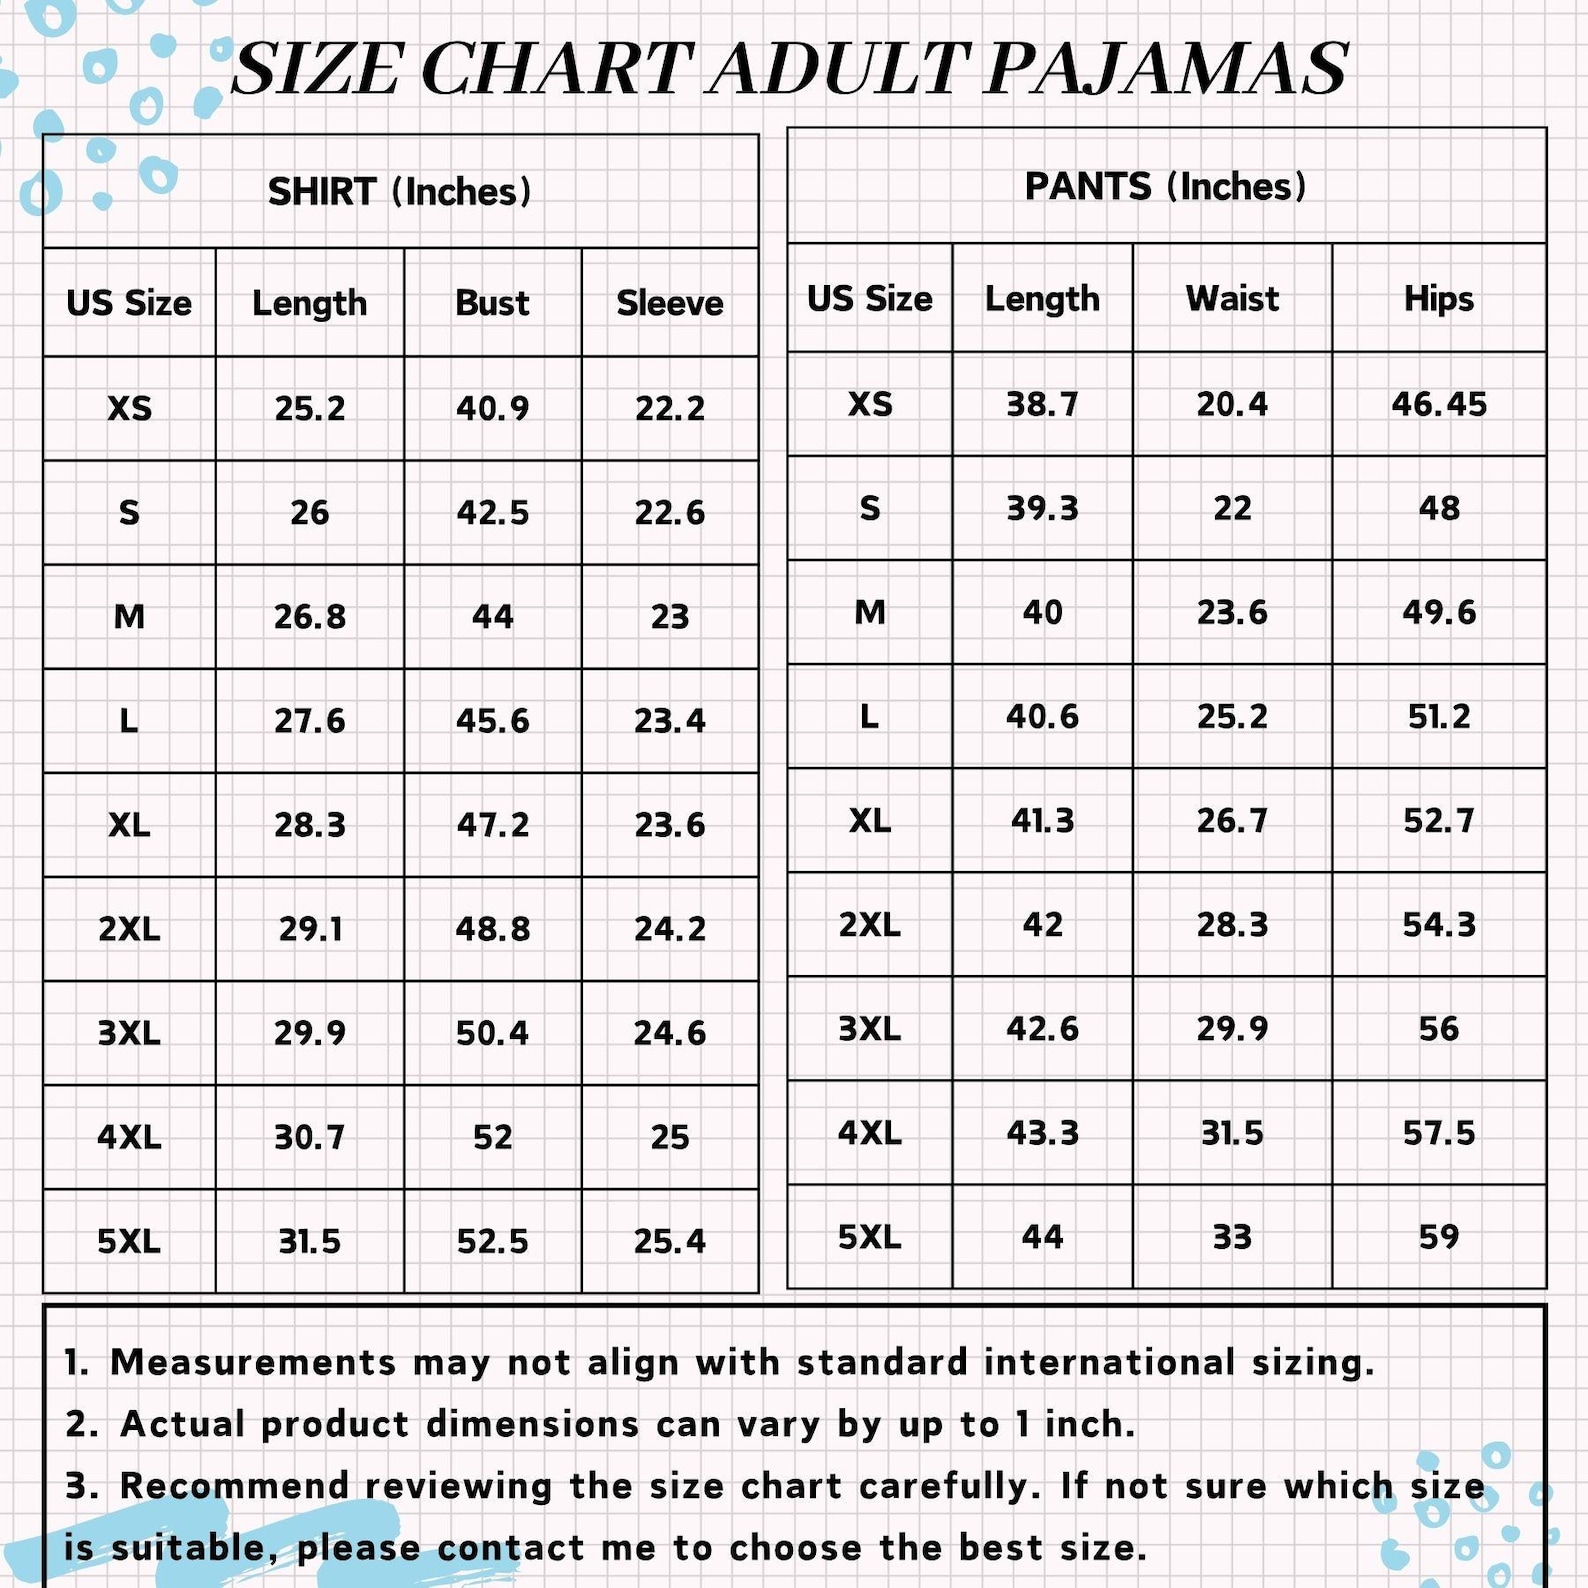 SIZE CHART ADULT PAJAMAS
SHIRT (Inches)
US Size Length Bust Sleeve
XS 25.2 40.9 22.2
S 26 42.5 22.6
M 26.8 44 23
L 27.6 45.6 23.4
XL 28.3 47.2 23.6
2XL 29.1 48.8 24.2
3XL 29.9 50.4 24.6
4XL 30.7 52 25
5XL 31.5 52.5 25.4
PANTS (Inches)
US Size Length Waist Hips
XS 38.7 20.4 46.45
S 39.3 22 48
M 40 23.6 49.6
L 40.6 25.2 51.2
XL 41.3 26.7 52.7
2XL 42 28.3 54.3
3XL 42.6 29.9 56
4XL 43.3 31.5 57.5
5XL 44 33 59
1. Measurements may not align with standard international sizing.
2. Actual product dimensions can vary by up to 1 inch.
3. Recommend reviewing the size chart carefully. If not sure which size
is suitable, please contact me to choose the best size.